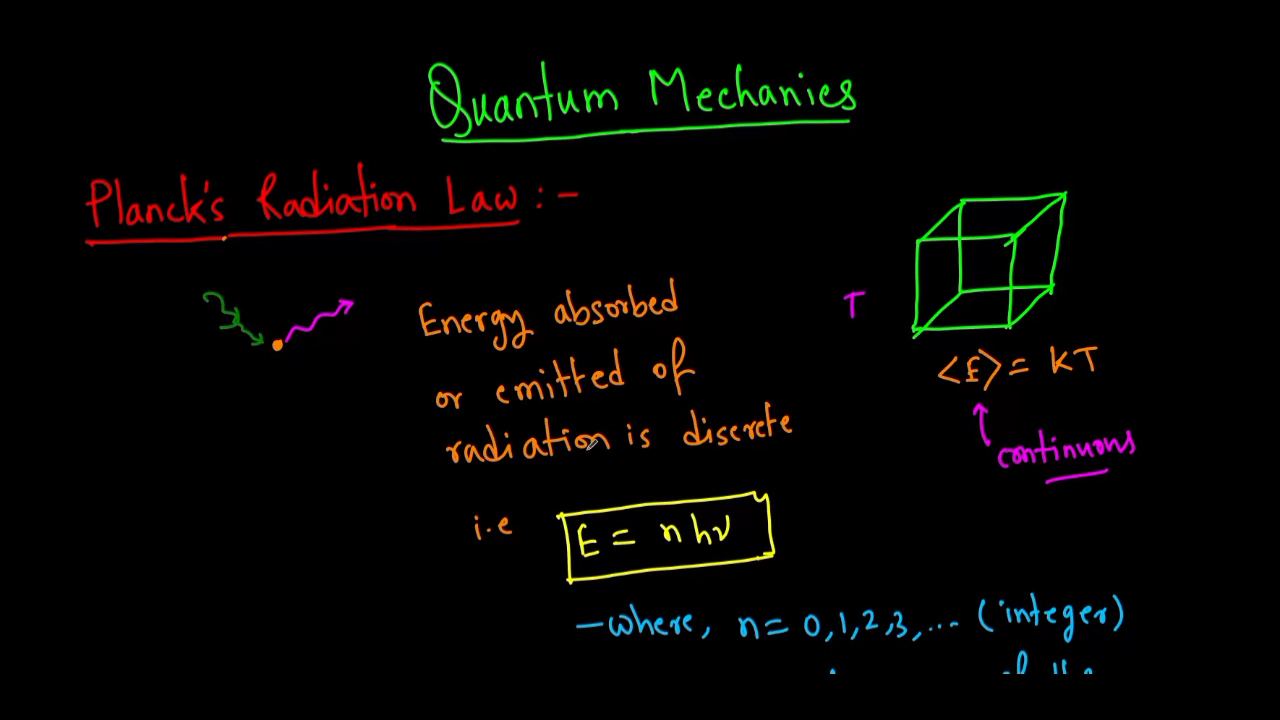 Quantum Mechanics
Planck's Radiation Law :-
Energy absorbed
or emitted of
radiation is discrete
i.e
E = nhν
- where, n = 0,1,2,3,... (integer)
T
<E> = KT
continuous